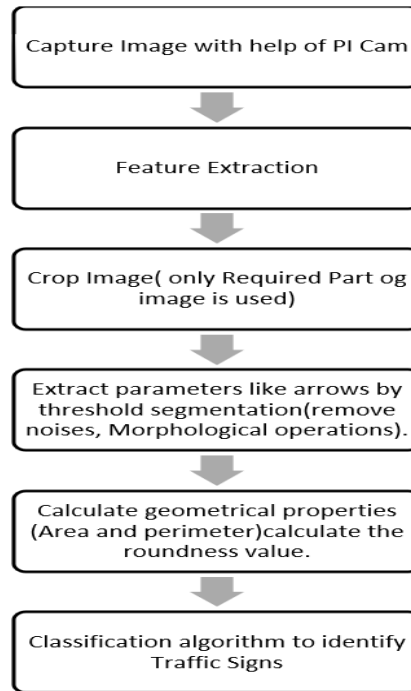 Capture Image with help of PI Cam
Feature Extraction
Crop Image( only Required Part og
image is used)
Extract parameters like arrows by
threshold segmentation(remove
noises, Morphological operations).
Calculate geometrical properties
(Area and perimeter)calculate the
roundness value.
Classification algorithm to identify
Traffic Signs